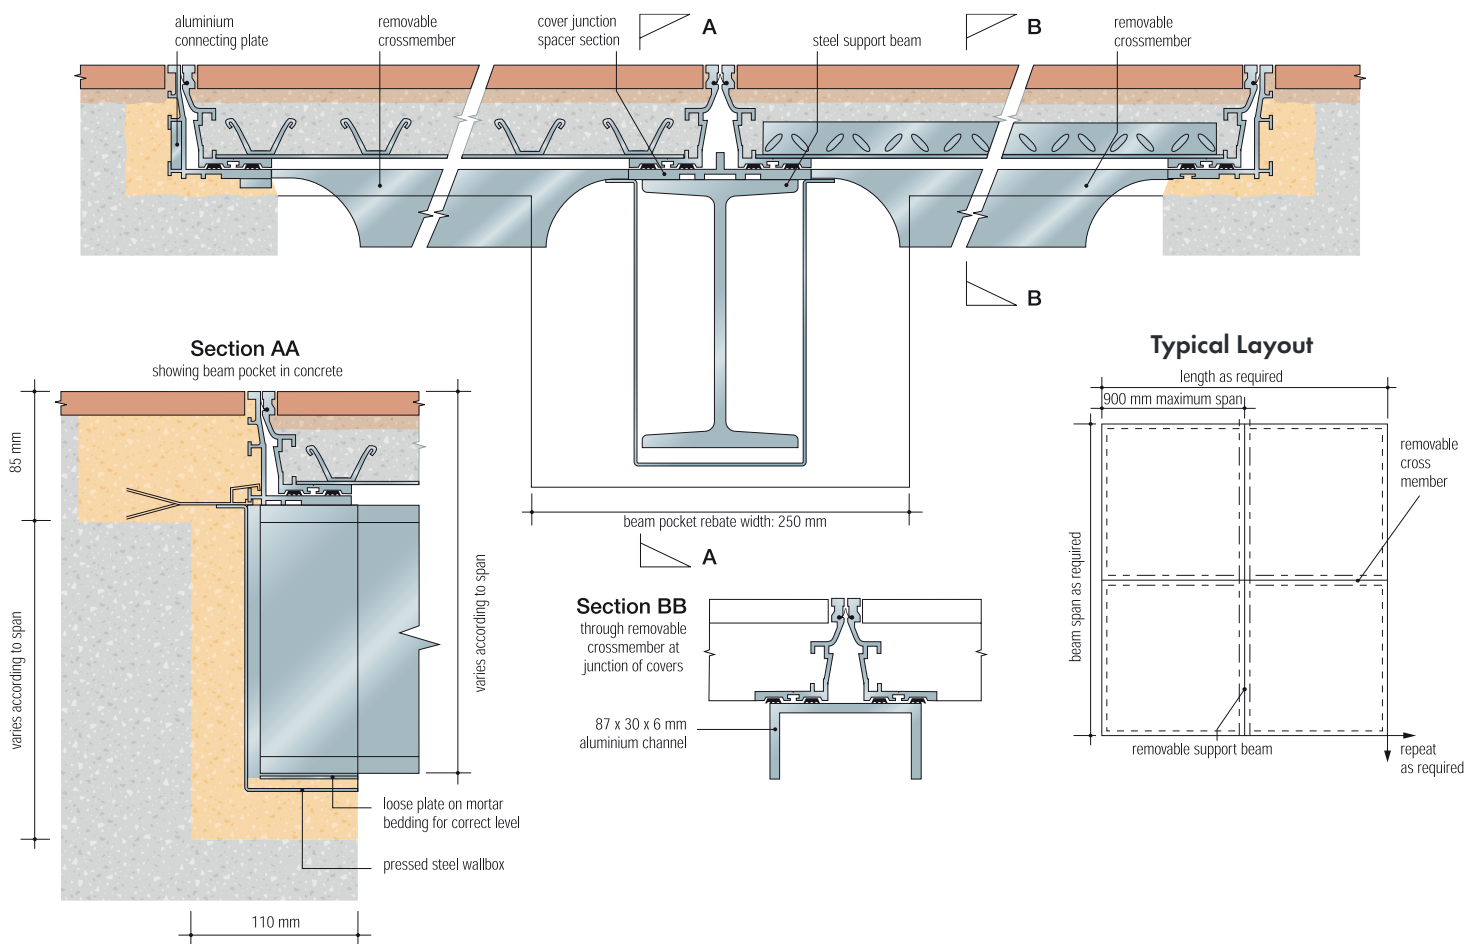 aluminium
connecting plate
removable
crossmember
cover junction
spacer section
A
steel support beam
B
removable
crossmember
B
Section AA
showing beam pocket in concrete
85 mm
varies according to span
varies according to span
loose plate on mortar
bedding for correct level
pressed steel wallbox
110 mm
beam pocket rebate width: 250 mm
A
Section BB
through removable
crossmember at
junction of covers
87 x 30 x 6 mm
aluminium channel
Typical Layout
length as required
900 mm maximum span
beam span as required
removable
cross
member
removable support beam
repeat
as required